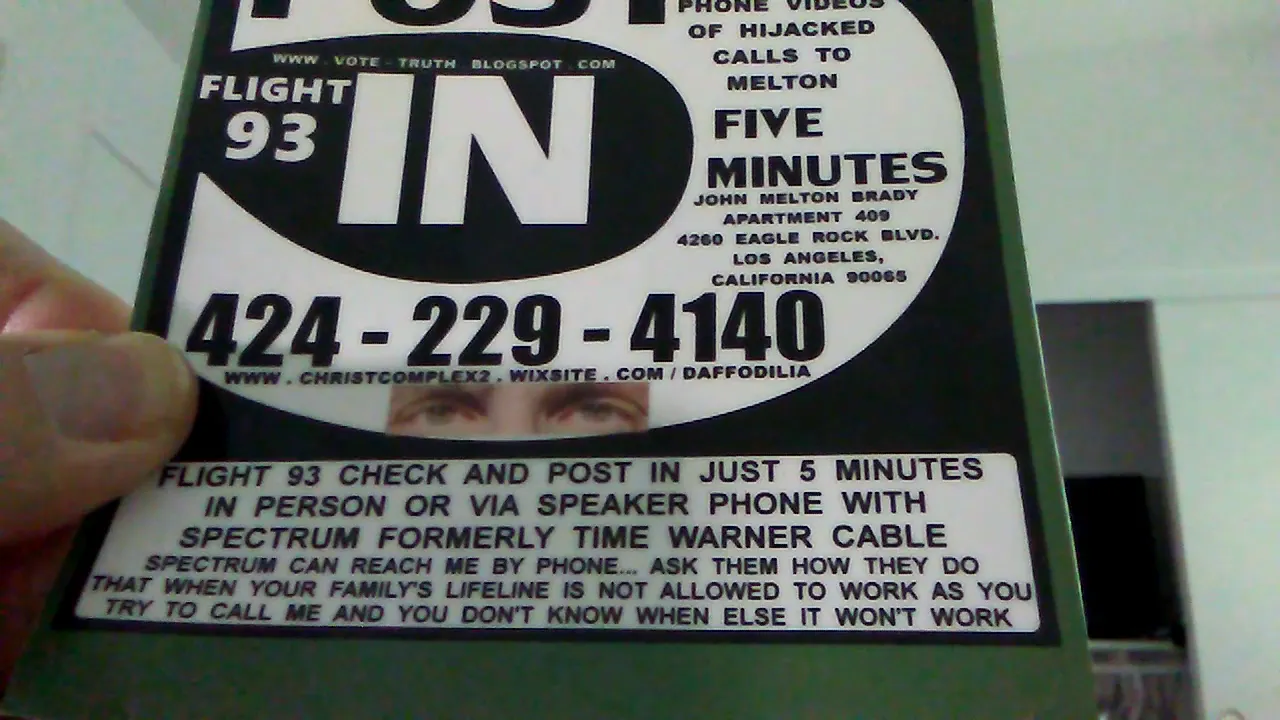 POST
PHONE VIDEOS
OF HIJACKED
CALLS TO
MELTON
WWW . VOTE - TRUTH . BLOGSPOT . COM
FLIGHT
93
IN
FIVE
MINUTES
JOHN MELTON BRADY
APARTMENT 409
4260 EAGLE ROCK BLVD.
LOS ANGELES,
CALIFORNIA 90065
424 - 229 - 4140
WWW . CHRISTCOMPLEX2 . WIXSITE . COM / DAFFODILIA
FLIGHT 93 CHECK AND POST IN JUST 5 MINUTES
IN PERSON OR VIA SPEAKER PHONE WITH
SPECTRUM FORMERLY TIME WARNER CABLE
SPECTRUM CAN REACH ME BY PHONE... ASK THEM HOW THEY DO
THAT WHEN YOUR FAMILY'S LIFELINE IS NOT ALLOWED TO WORK AS YOU
TRY TO CALL ME AND YOU DON'T KNOW WHEN ELSE IT WON'T WORK